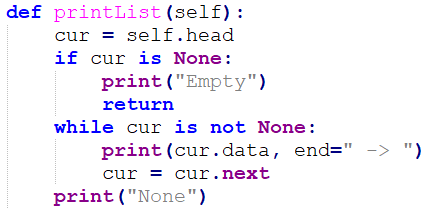 def printList(self):
    cur = self.head
    if cur is None:
        print("Empty")
        return
    while cur is not None:
        print(cur.data, end=" -> ")
        cur = cur.next
    print("None")